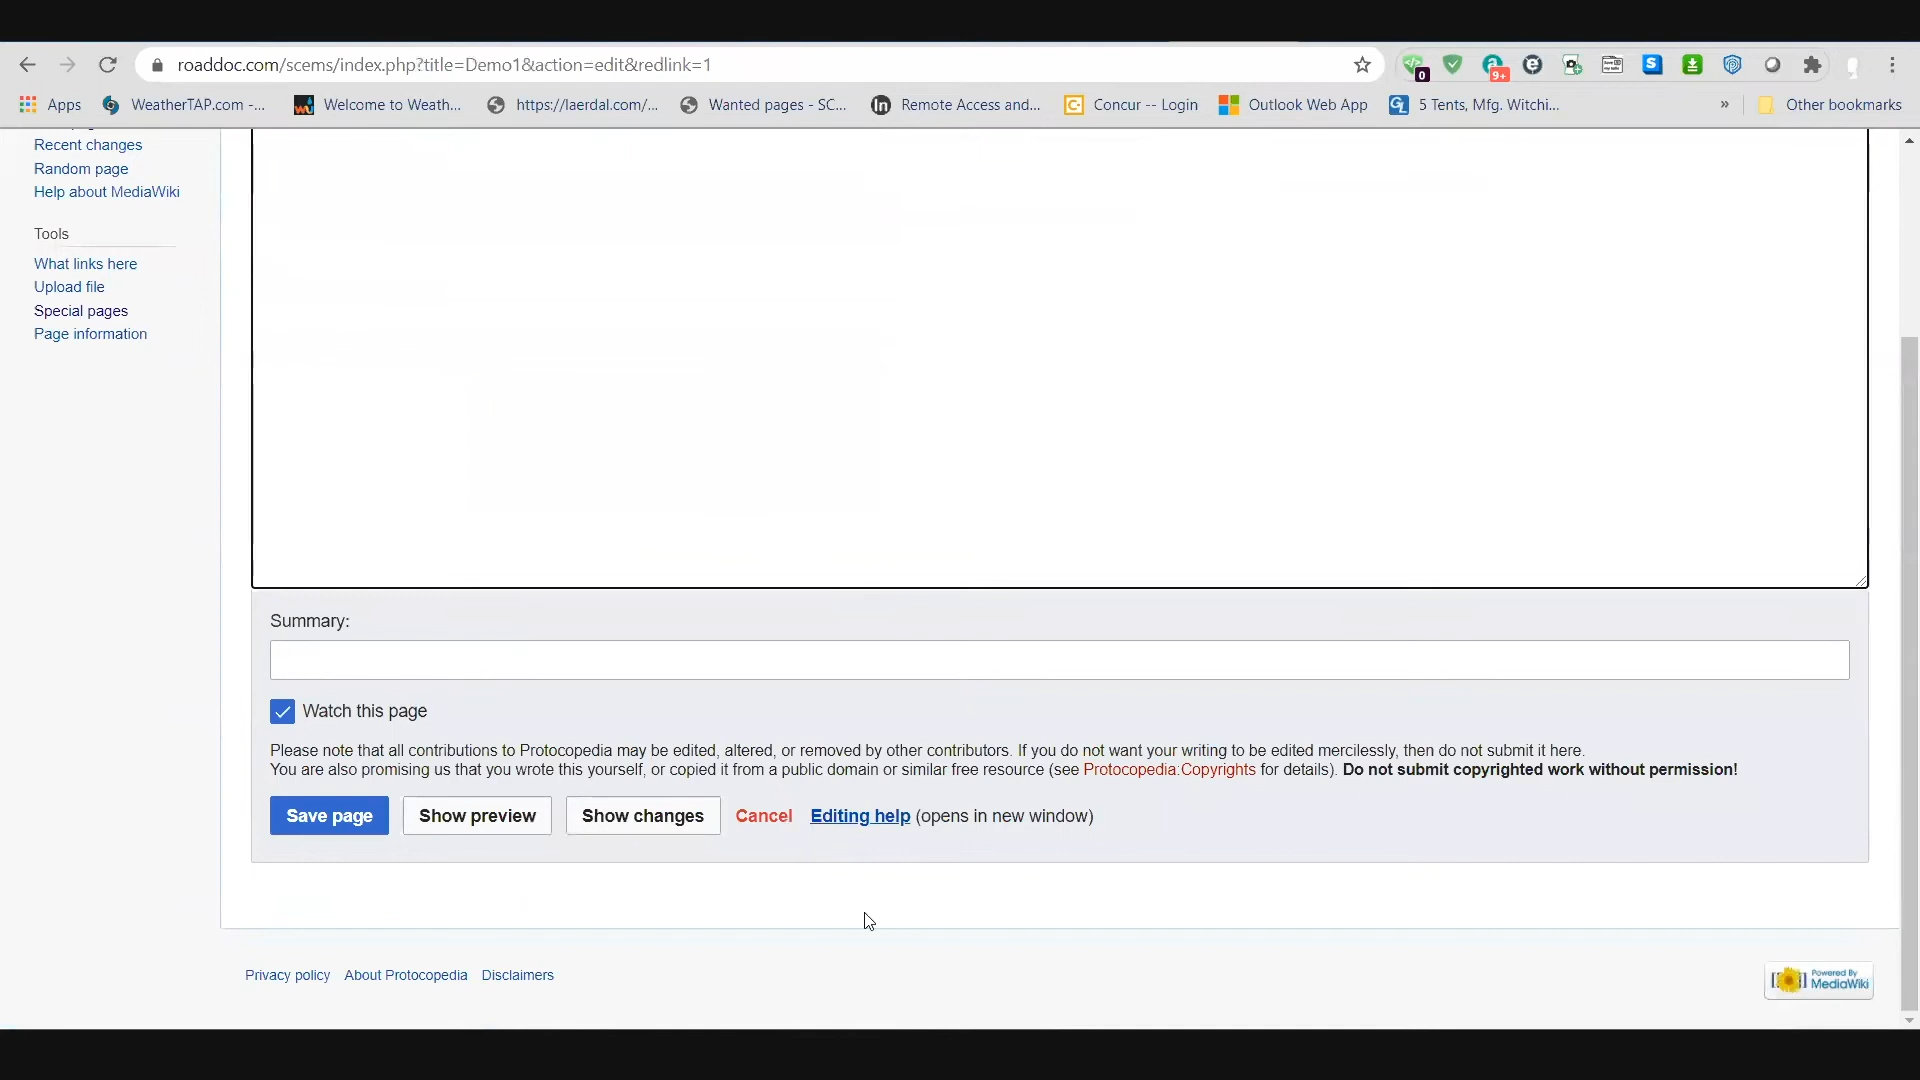 roaddoc.com/scems/index.php?title=Demo1&action=edit&redlink=1
0
9+
Apps
WeatherTAP.com -...
Welcome to Weath...
https://laerdal.com/...
Wanted pages - SC...
Remote Access and...
Concur -- Login
Outlook Web App
5 Tents, Mfg. Witchi...
»
Other bookmarks
Recent changes
Random page
Help about MediaWiki
Tools
What links here
Upload file
Special pages
Page information
Summary:
Watch this page
Please note that all contributions to Protocopedia may be edited, altered, or removed by other contributors. If you do not want your writing to be edited mercilessly, then do not submit it here.
You are also promising us that you wrote this yourself, or copied it from a public domain or similar free resource (see Protocopedia:Copyrights for details). Do not submit copyrighted work without permission!
Save page Show preview Show changes Cancel Editing help (opens in new window)
Privacy policy About Protocopedia Disclaimers
Powered By
MediaWiki